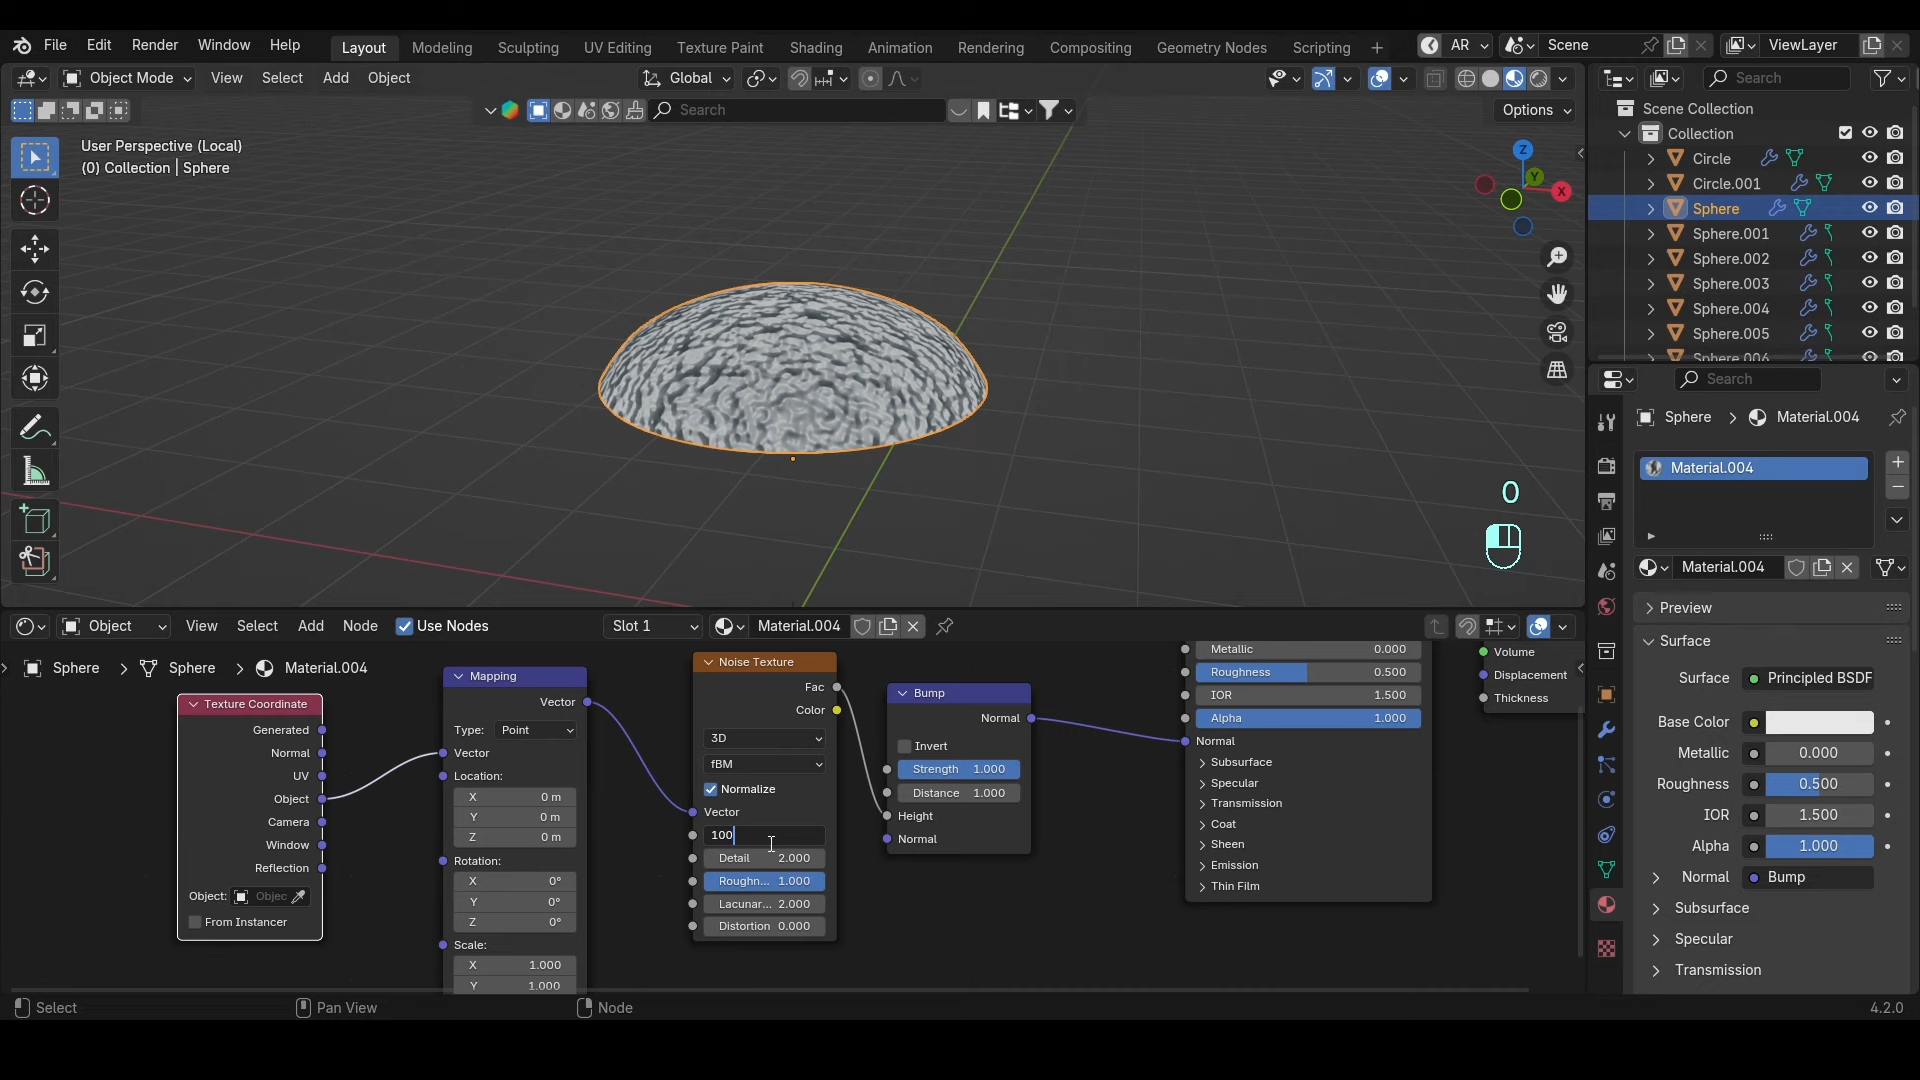 File Edit Render Window Help Layout Modeling Sculpting UV Editing Texture Paint Shading Animation Rendering Compositing Geometry Nodes Scripting + AR Scene ViewLayer
Object Mode View Select Add Object Global Search
Search Options
User Perspective (Local)
(0) Collection | Sphere
Z
Y
X
0
Scene Collection
Collection
Circle
Circle.001
Sphere
Sphere.001
Sphere.002
Sphere.003
Sphere.004
Sphere.005
Sphere.006
Search
Sphere > Material.004
Material.004
Material.004
Preview
Surface
Surface Principled BSDF
Base Color
Metallic 0.000
Roughness 0.500
IOR 1.500
Alpha 1.000
Normal Bump
Subsurface
Specular
Transmission
Object View Select Add Node Use Nodes Slot 1 Material.004
Sphere > Sphere > Material.004
Texture Coordinate
Generated
Normal
UV
Object
Camera
Window
Reflection
Object: Objec
From Instancer
Mapping
Vector
Type: Point
Vector
Location:
X 0 m
Y 0 m
Z 0 m
Rotation:
X 0°
Y 0°
Z 0°
Scale:
X 1.000
Y 1.000
Noise Texture
Fac
Color
3D
fBM
Normalize
Vector
100
Detail 2.000
Roughn... 1.000
Lacunar... 2.000
Distortion 0.000
Bump
Normal
Invert
Strength 1.000
Distance 1.000
Height
Normal
Metallic 0.000
Roughness 0.500
IOR 1.500
Alpha 1.000
Normal
Subsurface
Specular
Transmission
Coat
Sheen
Emission
Thin Film
Volume
Displacement
Thickness
Select Pan View Node 4.2.0